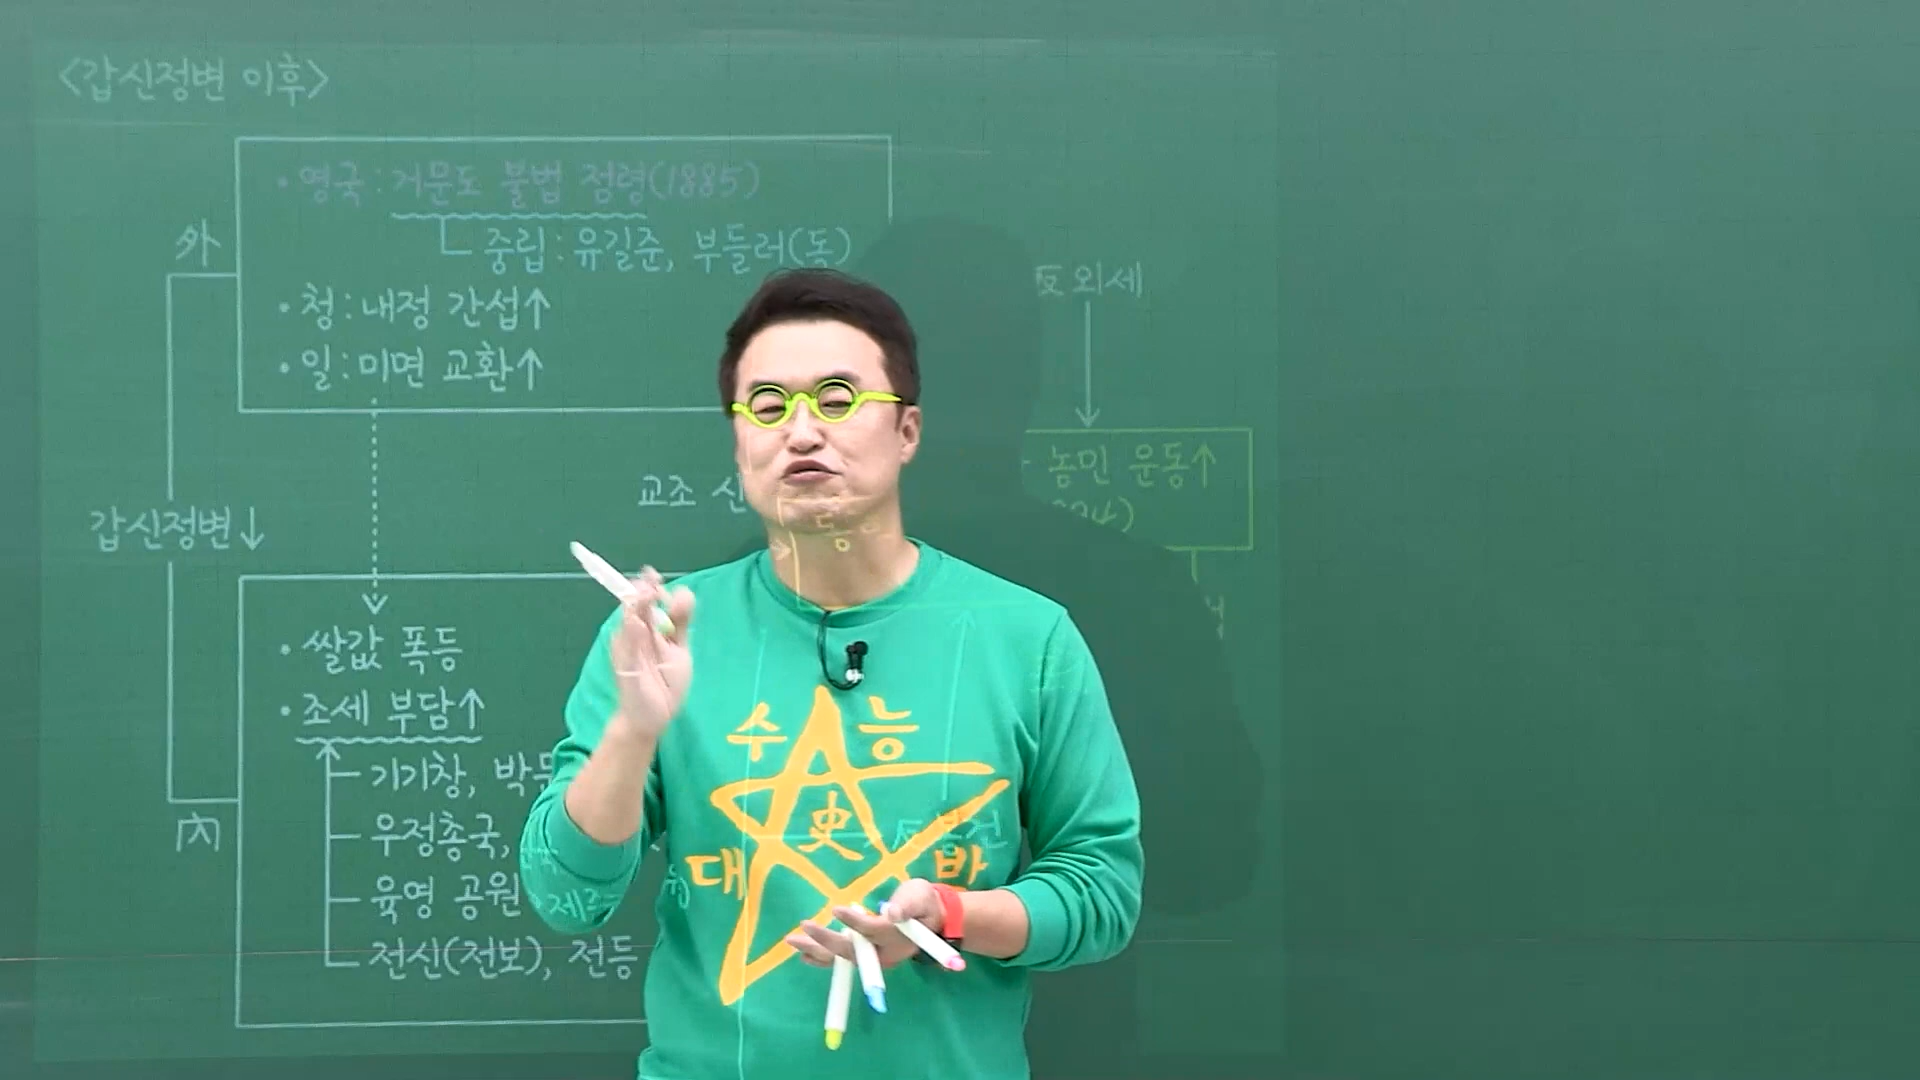 <갑신정변 이후>
· 영국 : 거문도 불법 점령(1885)
중립 : 유길준, 부들러(독)
外
· 청 : 내정 간섭↑
· 일 : 미면 교환↑
反외세
농민 운동↑
교조 신
갑신정변↓
· 쌀값 폭등
· 조세 부담↑
기기창, 박문
우정총국,
內
육영 공원
전신(전보), 전등
수 능
史
대 박